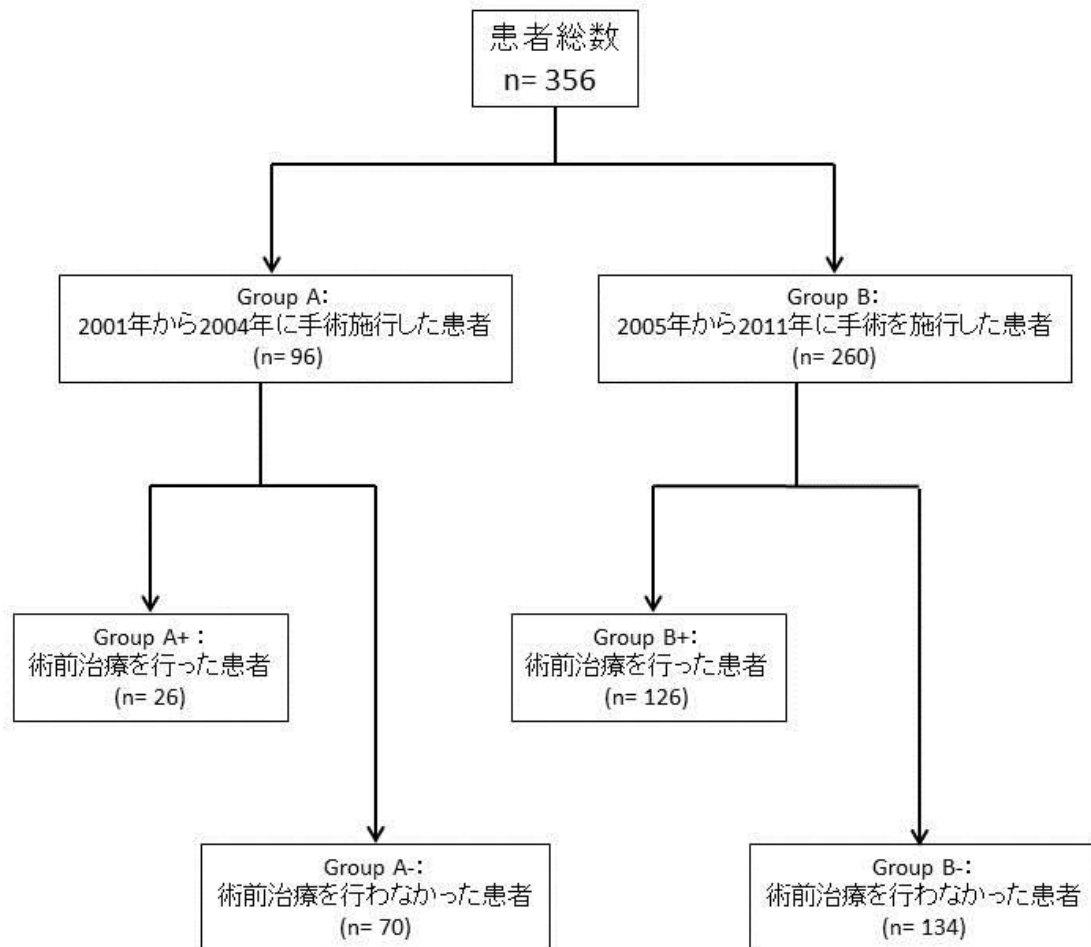 患者総数
n= 356
Group A:
2001年から2004年に手術施行した患者
(n= 96)
Group B:
2005年から2011年に手術を施行した患者
(n= 260)
Group A+ :
術前治療を行った患者
(n= 26)
Group B+:
術前治療を行った患者
(n= 126)
Group A-:
術前治療を行わなかった患者
(n= 70)
Group B-:
術前治療を行わなかった患者
(n= 134)